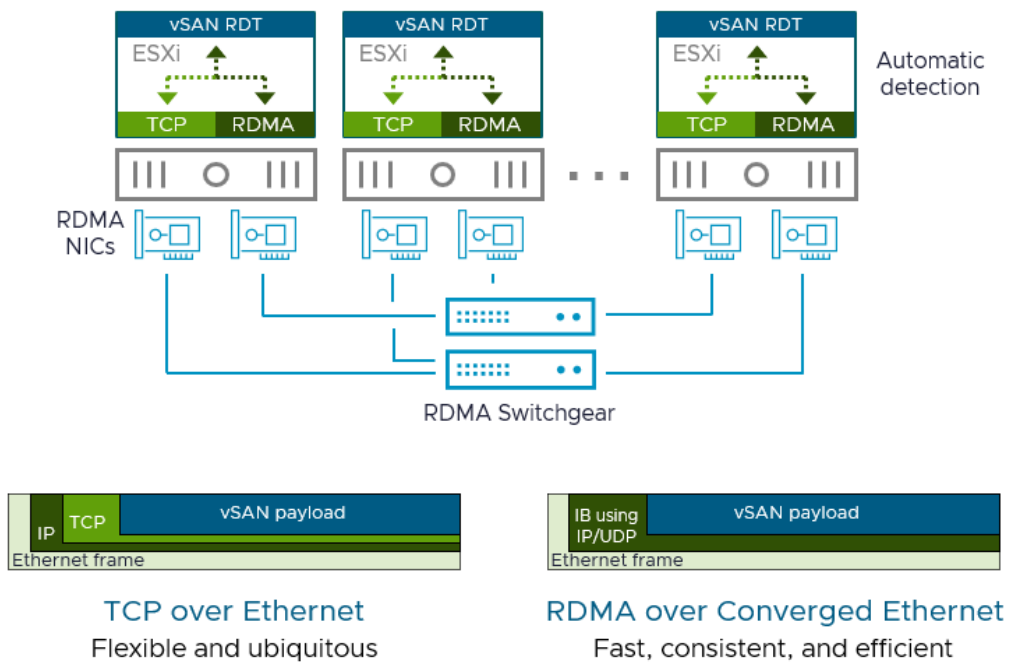 vSAN RDT
vSAN RDT
vSAN RDT
ESXi
ESXi
ESXi
Automatic
detection
TCP
RDMA
TCP
RDMA
TCP
RDMA
RDMA
NICs
RDMA Switchgear
IP
TCP
vSAN payload
Ethernet frame
IB using
IP/UDP
vSAN payload
Ethernet frame
TCP over Ethernet
Flexible and ubiquitous
RDMA over Converged Ethernet
Fast, consistent, and efficient